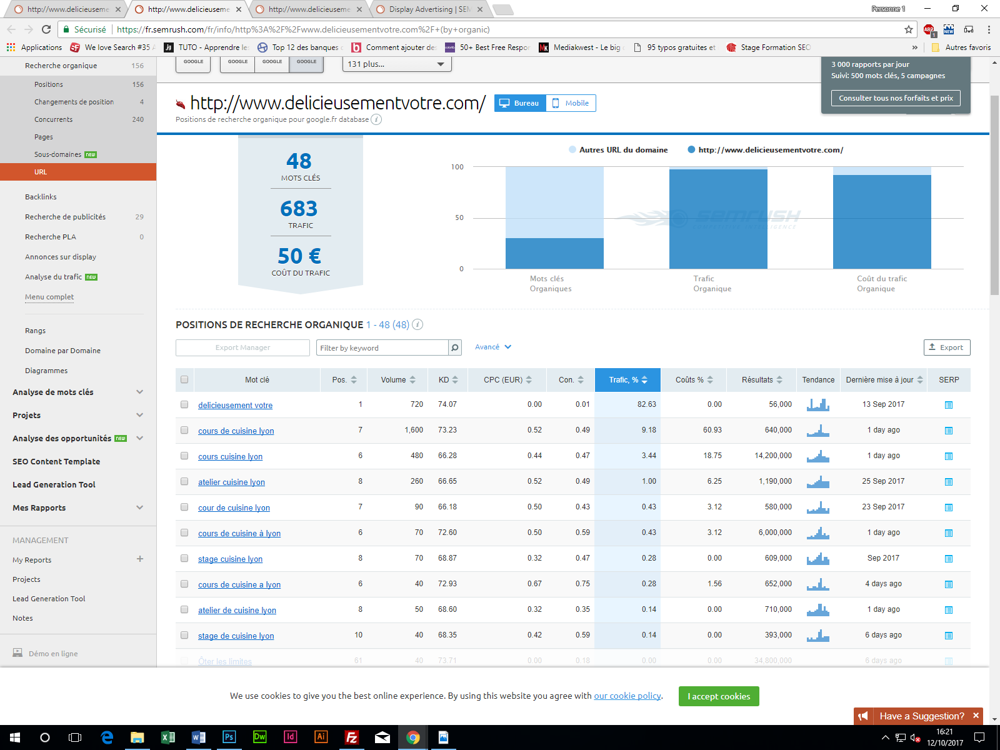 http://www.delicieuseme
http://www.delicieuseme
http://www.delicieuseme
Display Advertising | SEM
Personne 1
Sécurisé
https://fr.semrush.com/fr/info/http%3A%2F%2Fwww.delicieusementvotre.com%2F+(by+organic)
ABP
1
NEW
Applications
We love Search #35
TUTO - Apprendre le
Top 12 des banques
Comment ajouter de
50+ Best Free Respon
Mediakwest - Le big
95 typos gratuites et
Stage Formation SEO
»
Autres favoris
Recherche organique 156
Positions 156
Changements de position 4
Concurrents 240
Pages
Sous-domaines NEW
URL
Backlinks
Recherche de publicités 29
Recherche PLA 0
Annonces sur display
Analyse du trafic NEW
Menu complet
Rangs
Domaine par Domaine
Diagrammes
Analyse de mots clés
Projets
Analyse des opportunités NEW
SEO Content Template
Lead Generation Tool
Mes Rapports
MANAGEMENT
My Reports +
Projects
Lead Generation Tool
Notes
Démo en ligne
GOOGLE GOOGLE GOOGLE GOOGLE
131 plus...
3 000 rapports par jour
Suivi: 500 mots clés, 5 campagnes
Consulter tous nos forfaits et prix
http://www.delicieusementvotre.com/
Bureau
Mobile
Positions de recherche organique pour google.fr database
48
MOTS CLÉS
683
TRAFIC
50 €
COÛT DU TRAFIC
Autres URL du domaine
http://www.delicieusementvotre.com/
100
50
0
SEMRUSH
COMPETITIVE INTELLIGENCE
Mots clés
Organiques
Trafic
Organique
Coût du trafic
Organique
POSITIONS DE RECHERCHE ORGANIQUE 1 - 48 (48)
Export Manager
Filter by keyword
Avancé
Export
Mot clé Pos. Volume KD CPC (EUR) Con. Trafic, % Coûts % Résultats Tendance Dernière mise à jour SERP
delicieusement votre 1 720 74.07 0.00 0.01 82.63 0.00 56,000 13 Sep 2017
cours de cuisine lyon 7 1,600 73.23 0.52 0.49 9.18 60.93 640,000 1 day ago
cours cuisine lyon 6 480 66.28 0.44 0.47 3.44 18.75 14,200,000 1 day ago
atelier cuisine lyon 8 260 66.65 0.52 0.49 1.00 6.25 1,190,000 25 Sep 2017
cour de cuisine lyon 7 90 66.18 0.50 0.43 0.43 3.12 580,000 23 Sep 2017
cours de cuisine à lyon 6 70 72.60 0.50 0.59 0.43 3.12 6,000,000 1 day ago
stage cuisine lyon 8 70 68.87 0.32 0.47 0.28 0.00 609,000 Sep 2017
cours de cuisine a lyon 6 40 72.93 0.67 0.75 0.28 1.56 652,000 4 days ago
atelier de cuisine lyon 8 50 68.60 0.32 0.35 0.14 0.00 710,000 1 day ago
stage de cuisine lyon 10 40 68.35 0.42 0.59 0.14 0.00 393,000 6 days ago
Ôter les limites 61 40 73.71 0.00 0.18 0.00 0.00 34,800,000 6 days ago
We use cookies to give you the best online experience. By using this website you agree with our cookie policy.
I accept cookies
Have a Suggestion?
16:21
12/10/2017